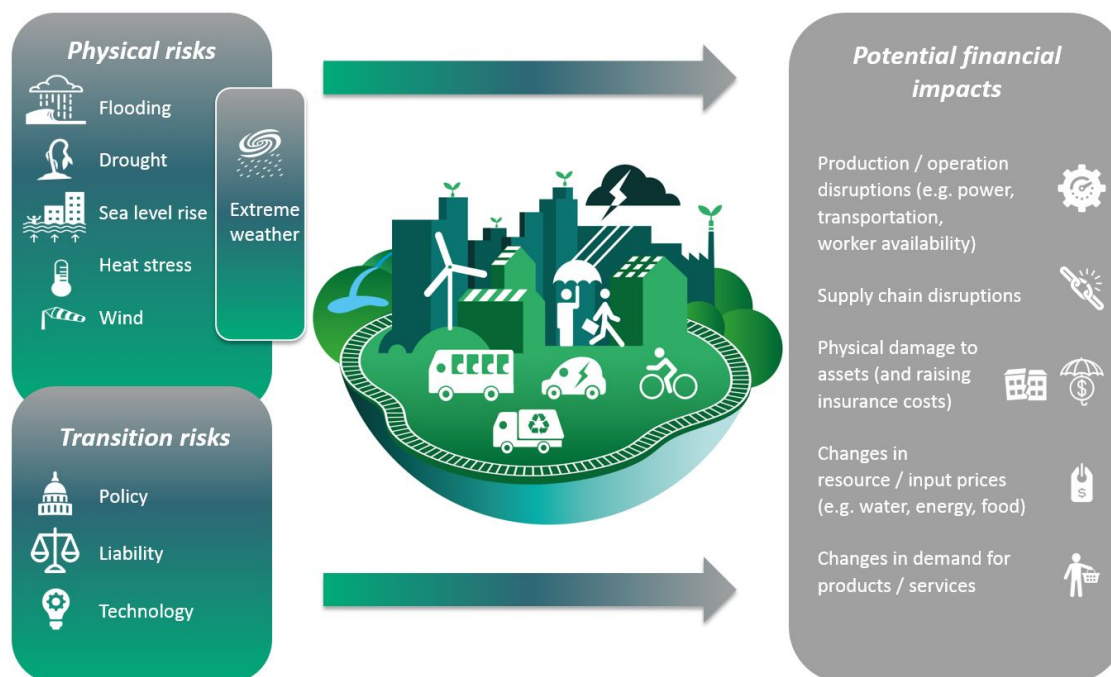 Physical risks
Flooding
Drought
Sea level rise
Heat stress
Wind
Extreme
weather
Transition risks
Policy
Liability
Technology
Potential financial
impacts
Production / operation
disruptions (e.g. power,
transportation,
worker availability)
Supply chain disruptions
Physical damage to
assets (and raising
insurance costs)
$
Changes in
resource / input prices
(e.g. water, energy, food)
$
Changes in demand for
products / services